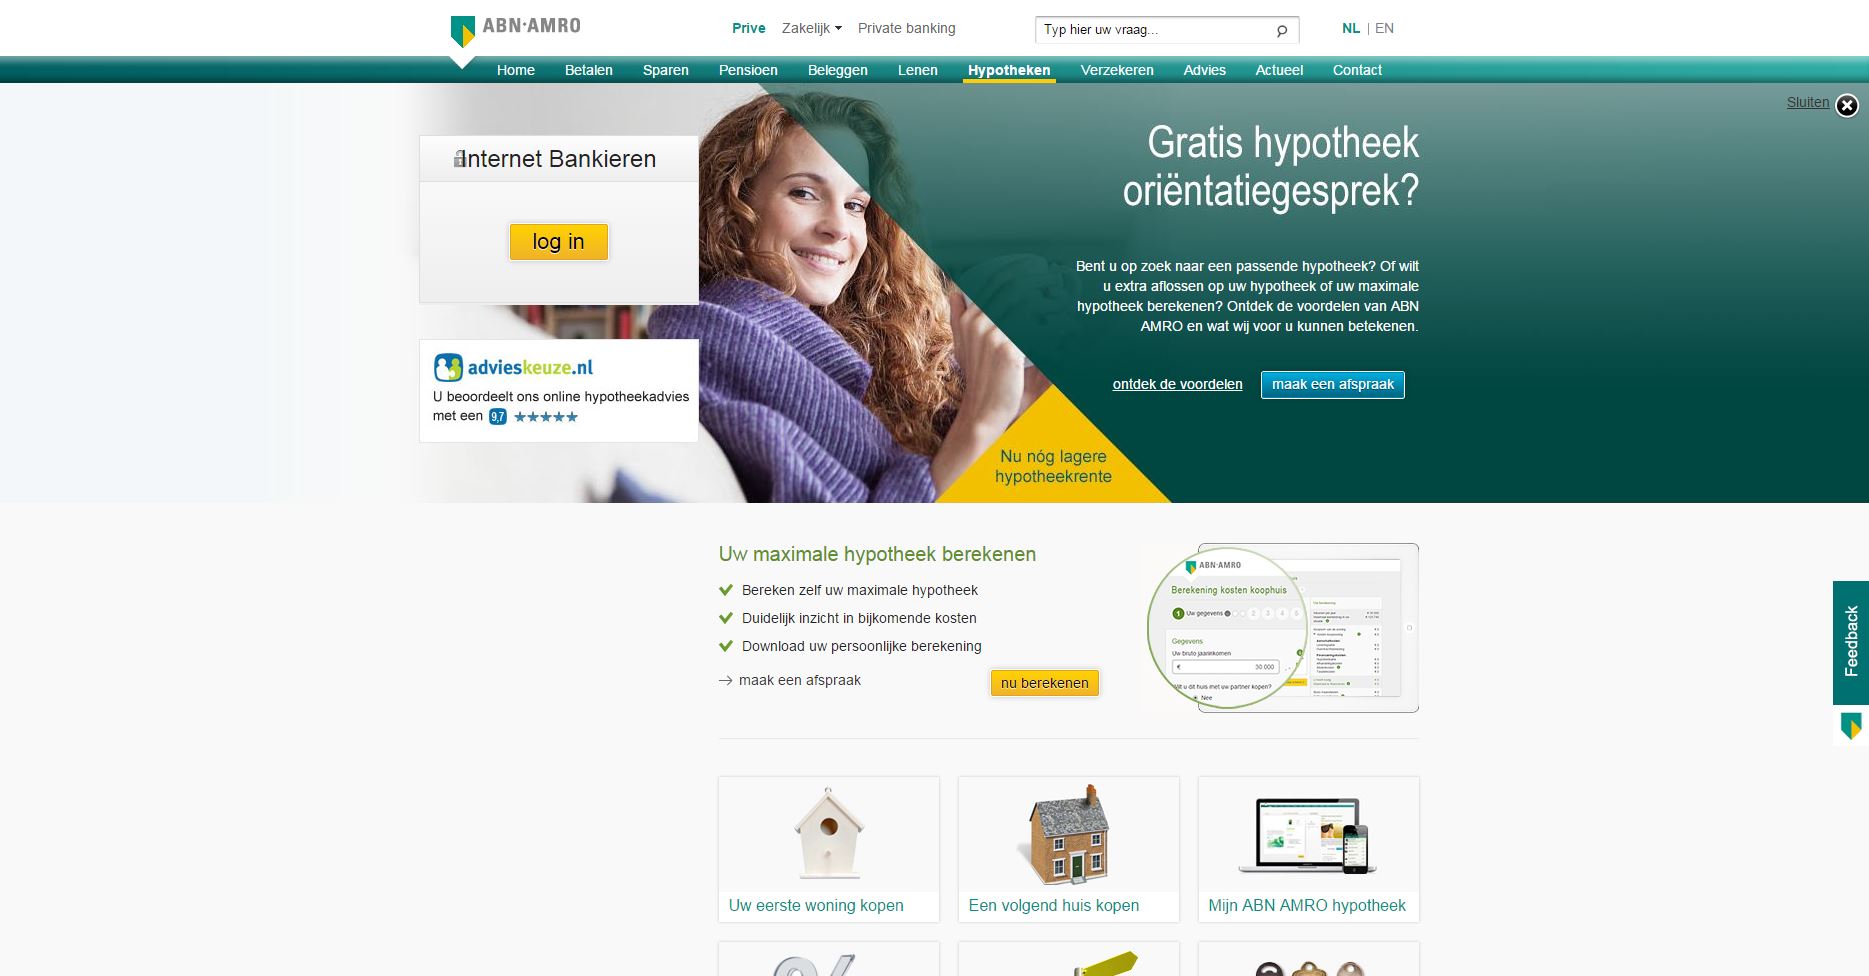 ABN·AMRO
Prive Zakelijk Private banking
Typ hier uw vraag...
NL | EN
Home Betalen Sparen Pensioen Beleggen Lenen Hypotheken Verzekeren Advies Actueel Contact
Sluiten
Internet Bankieren
log in
advieskeuze.nl
U beoordeelt ons online hypotheekadvies
met een 9,7
Gratis hypotheek
oriëntatiegesprek?
Bent u op zoek naar een passende hypotheek? Of wilt
u extra aflossen op uw hypotheek of uw maximale
hypotheek berekenen? Ontdek de voordelen van ABN
AMRO en wat wij voor u kunnen betekenen.
ontdek de voordelen maak een afspraak
Nu nóg lagere
hypotheekrente
Uw maximale hypotheek berekenen
Bereken zelf uw maximale hypotheek
Duidelijk inzicht in bijkomende kosten
Download uw persoonlijke berekening
maak een afspraak
nu berekenen
ABN·AMRO
Berekening kosten koophuis
1 Uw gegevens 2 3 4 5
Gegevens
Uw bruto jaarinkomen
€ 30.000
Wilt u dit huis met uw partner kopen?
Nee
Feedback
Uw eerste woning kopen
Een volgend huis kopen
Mijn ABN AMRO hypotheek
%